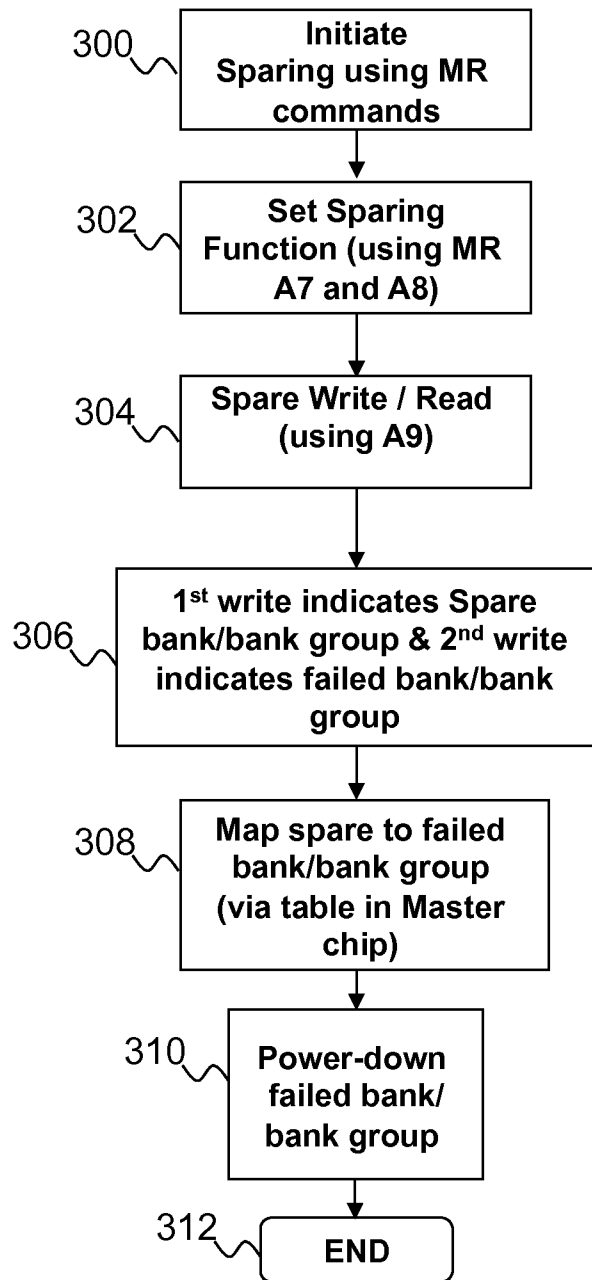 300
Initiate
Sparing using MR
commands
302
Set Sparing
Function (using MR
A7 and A8)
304
Spare Write / Read
(using A9)
306
1st write indicates Spare
bank/bank group & 2nd write
indicates failed bank/bank
group
308
Map spare to failed
bank/bank group
(via table in Master
chip)
310
Power-down
failed bank/
bank group
312
END